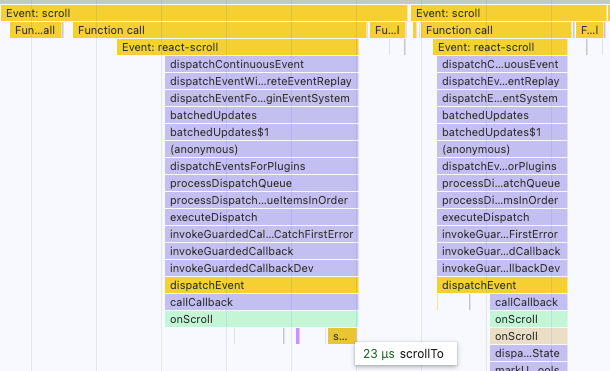 Event: scroll Event: scroll
Fun...all Function call Fu...l Function call F...l
Event: react-scroll Event: react-scroll
dispatchContinuousEvent dispatchC...uousEvent
dispatchEventWi...reteEventReplay dispatchEv...entReplay
dispatchEventFo...ginEventSystem dispatchE...entSystem
batchedUpdates batchedUpdates
batchedUpdates$1 batchedUpdates$1
(anonymous) (anonymous)
dispatchEventsForPlugins dispatchEv...orPlugins
processDispatchQueue processDi...atchQueue
processDispatch...ueItemsInOrder processDi...msInOrder
executeDispatch executeDispatch
invokeGuardedCal...CatchFirstError invokeGuar...FirstError
invokeGuardedCallback invokeGuar...dCallback
invokeGuardedCallbackDev invokeGuar...llbackDev
dispatchEvent dispatchEvent
callCallback callCallback
onScroll onScroll
s... onScroll
23 µs scrollTo dispa...State
markU...ools